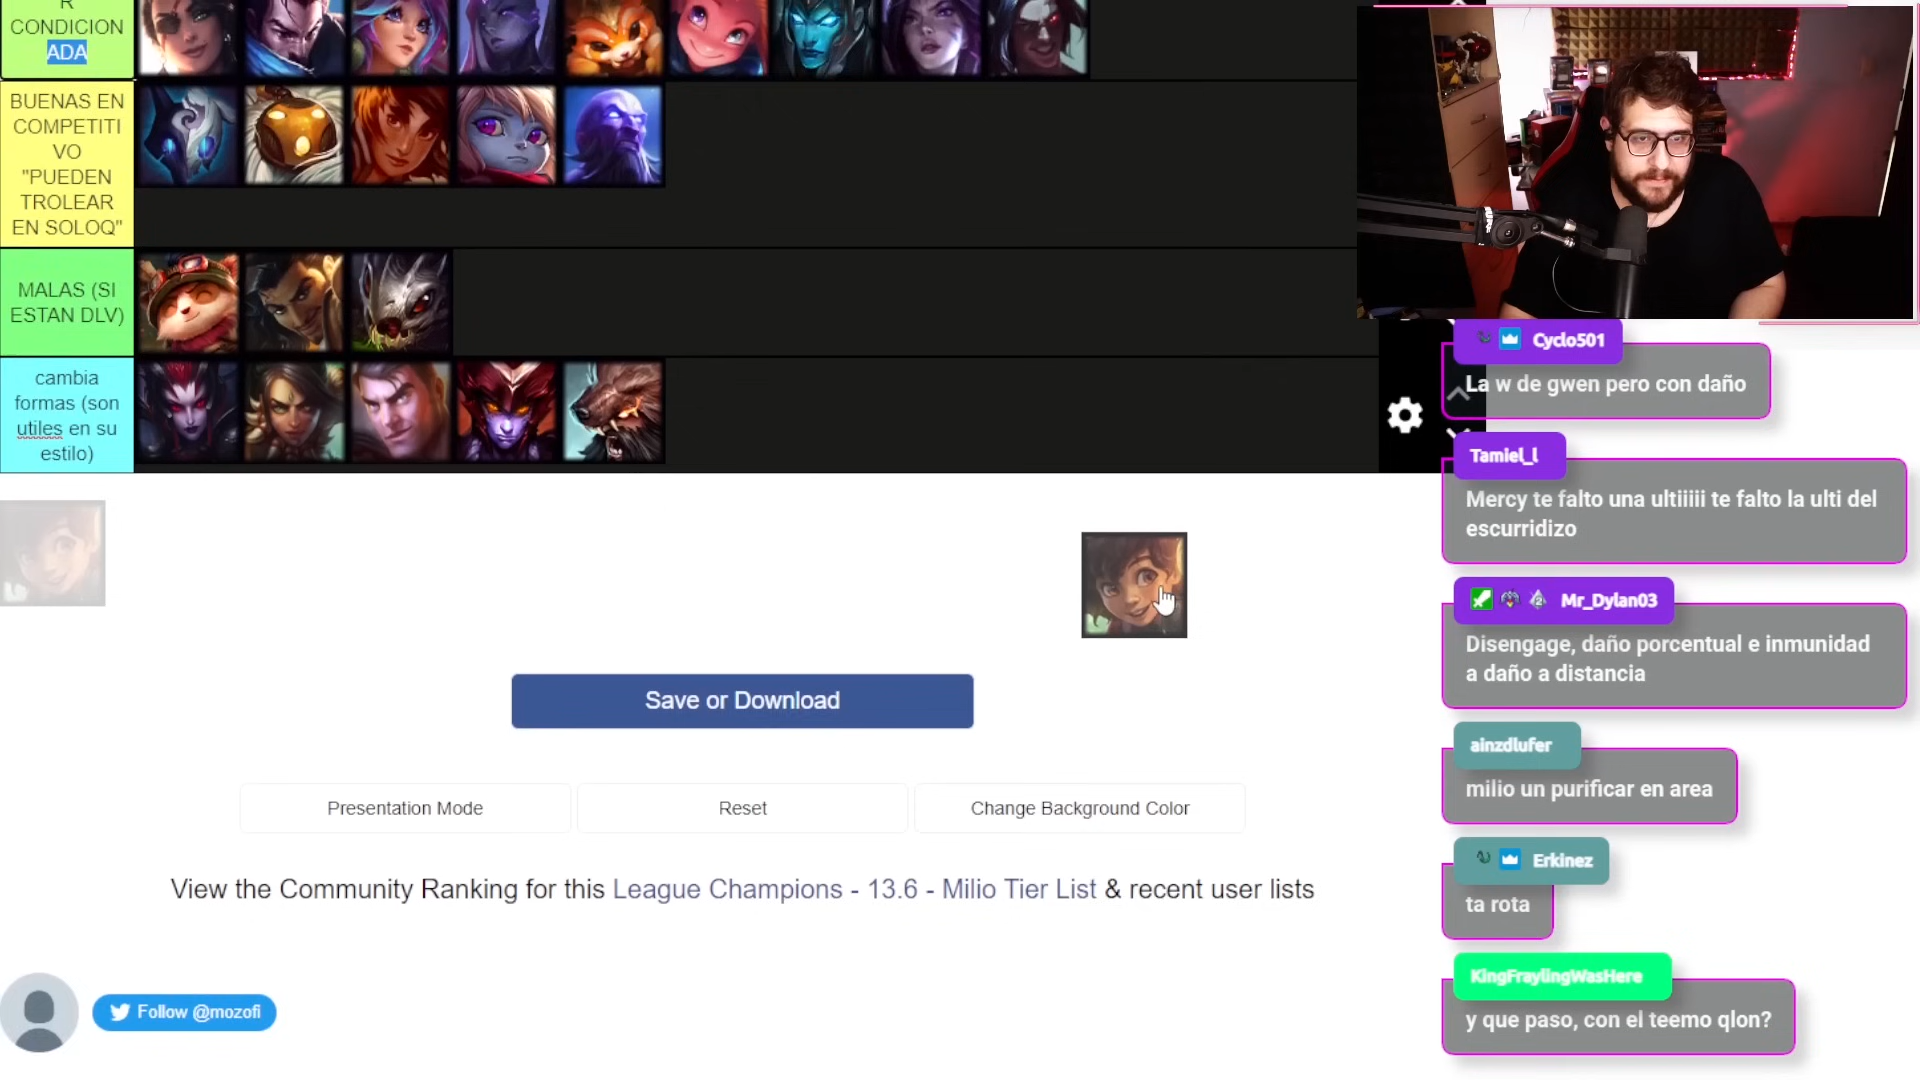 R
CONDICION
ADA
BUENAS EN
COMPETITI
VO
"PUEDEN
TROLEAR
EN SOLOQ"
MALAS (SI
ESTAN DLV)
cambia
formas (son
utiles en su
estilo)
Save or Download
Presentation Mode
Reset
Change Background Color
View the Community Ranking for this League Champions - 13.6 - Milio Tier List & recent user lists
Follow @mozofi
Cyclo501
La w de gwen pero con daño
Tamiel_l
Mercy te falto una ultiiiii te falto la ulti del
escurridizo
Mr_Dylan03
Disengage, daño porcentual e inmunidad
a daño a distancia
ainzdlufer
milio un purificar en area
Erkinez
ta rota
KingFraylingWasHere
y que paso, con el teemo qlon?